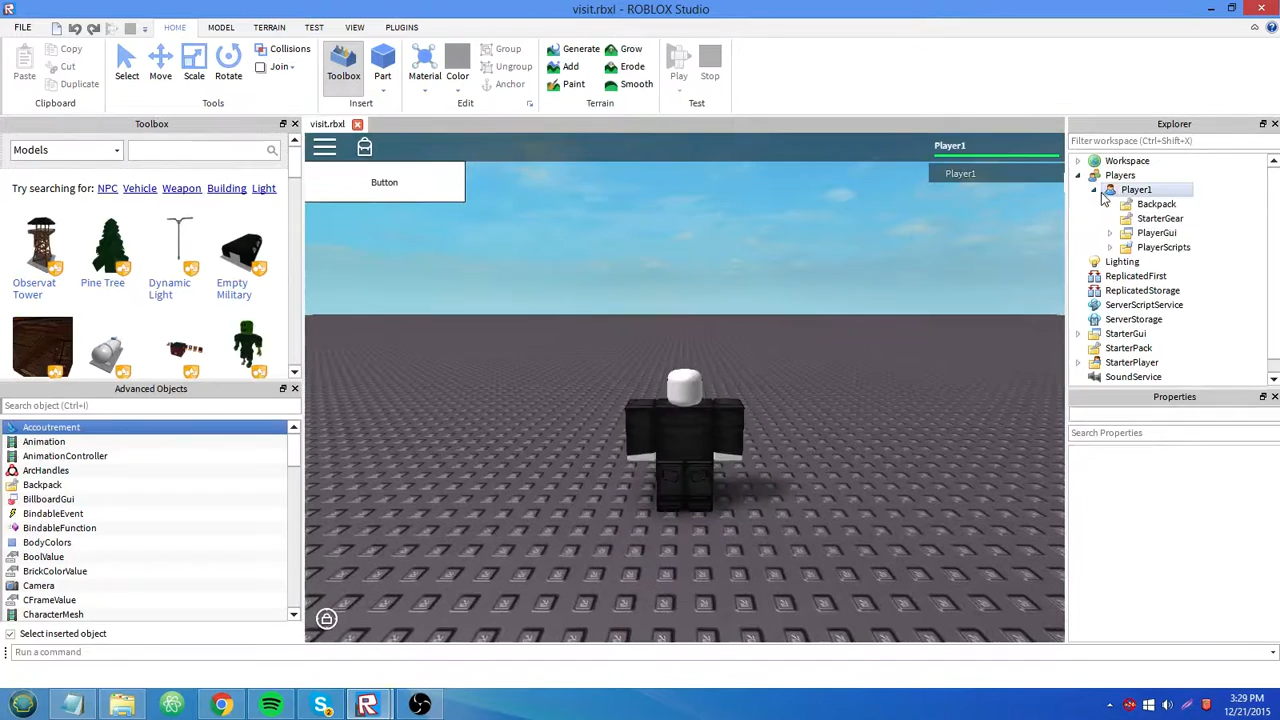 visit.rbxl - ROBLOX Studio
FILE HOME MODEL TERRAIN TEST VIEW PLUGINS
Paste Copy Cut Duplicate Clipboard
Select Move Scale Rotate Collisions Join Tools
Toolbox Part Insert
Material Color Group Ungroup Anchor Edit
Generate Add Paint Grow Erode Smooth Terrain
Play Stop Test
Toolbox
Models
Try searching for: NPC Vehicle Weapon Building Light
Observat Tower
Pine Tree
Dynamic Light
Empty Military
Advanced Objects
Search object (Ctrl+I)
Accoutrement
Animation
AnimationController
ArcHandles
Backpack
BillboardGui
BindableEvent
BindableFunction
BodyColors
BoolValue
BrickColorValue
Camera
CFrameValue
CharacterMesh
Select inserted object
Run a command
visit.rbxl
Button
Player1
Player1
Explorer
Filter workspace (Ctrl+Shift+X)
Workspace
Players
Player1
Backpack
StarterGear
PlayerGui
PlayerScripts
Lighting
ReplicatedFirst
ReplicatedStorage
ServerScriptService
ServerStorage
StarterGui
StarterPack
StarterPlayer
SoundService
Properties
Search Properties
3:29 PM
12/21/2015